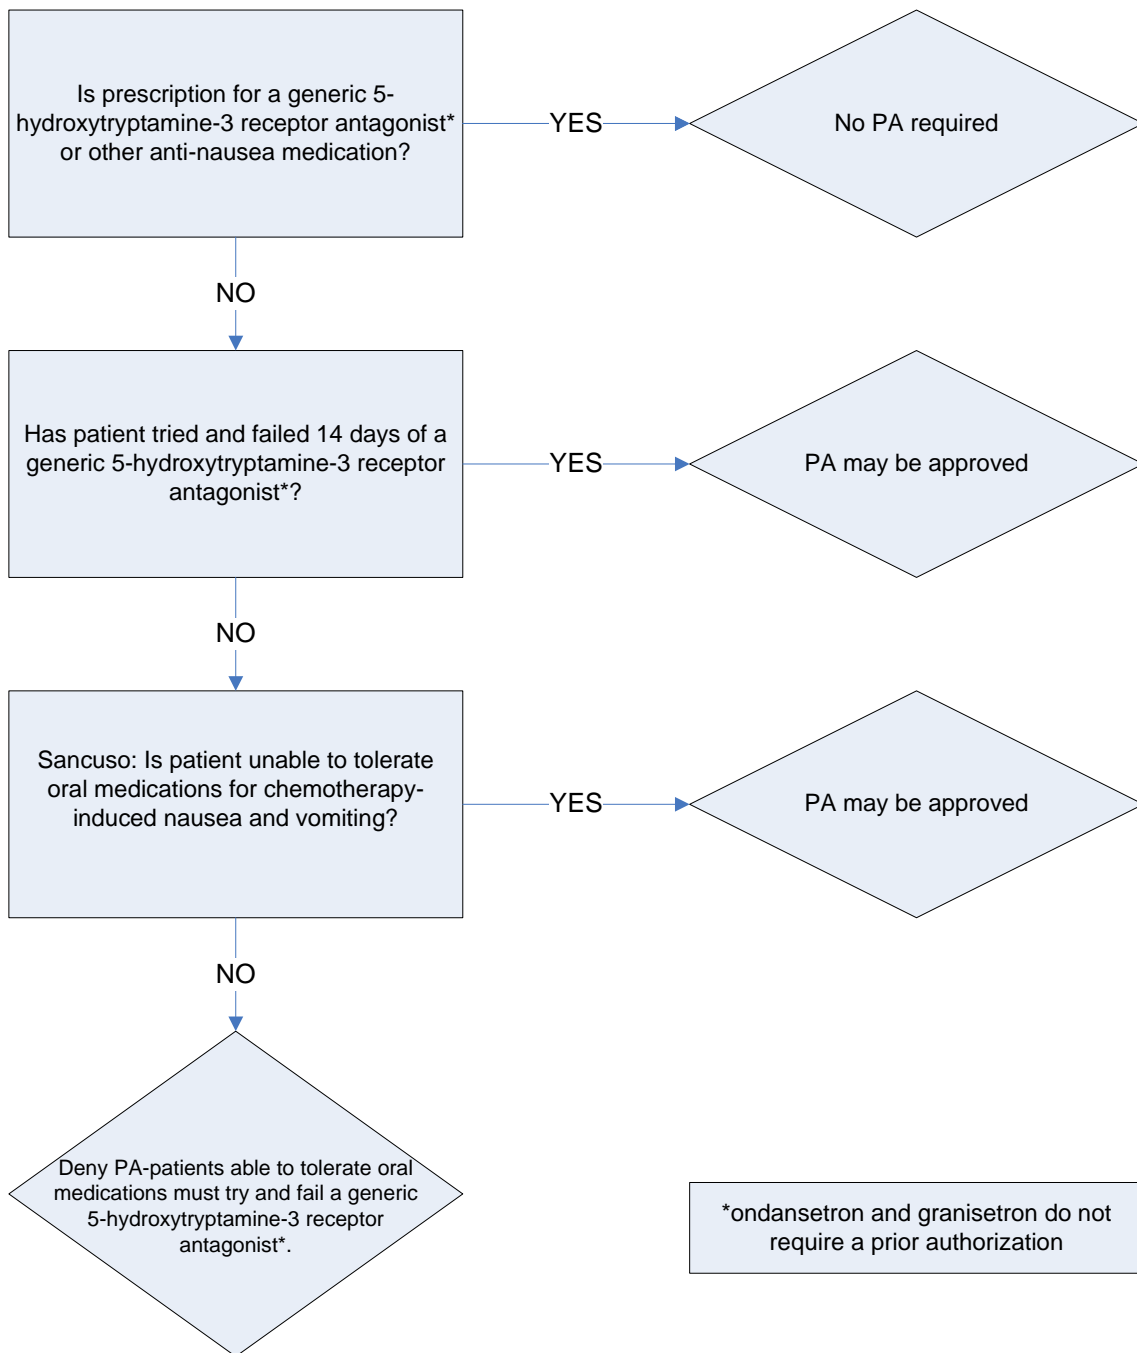 Is prescription for a generic 5-
hydroxytryptamine-3 receptor antagonist*
or other anti-nausea medication?
YES
No PA required
NO
Has patient tried and failed 14 days of a
generic 5-hydroxytryptamine-3 receptor
antagonist*?
YES
PA may be approved
NO
Sancuso: Is patient unable to tolerate
oral medications for chemotherapy-
induced nausea and vomiting?
YES
PA may be approved
NO
Deny PA-patients able to tolerate oral
medications must try and fail a generic
5-hydroxytryptamine-3 receptor
antagonist*.
*ondansetron and granisetron do not
require a prior authorization